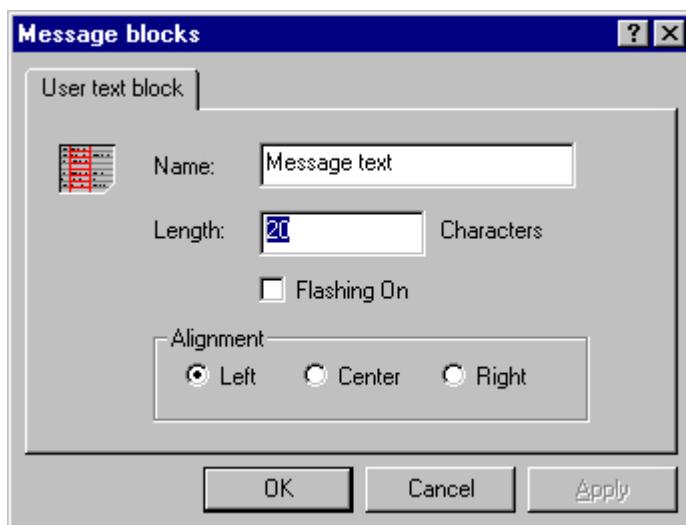 Message blocks
User text block
Name: Message text
Length: 20 Characters
Flashing On
Alignment
Left Center Right
OK Cancel Apply